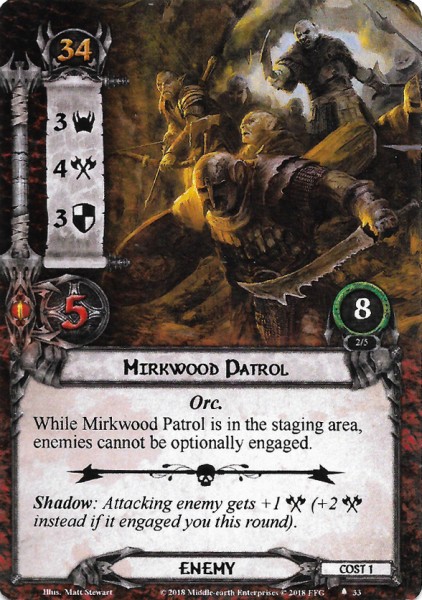 34
3
4
3
5
8
2/5
MIRKWOOD PATROL
Orc.
While Mirkwood Patrol is in the staging area,
enemies cannot be optionally engaged.
Shadow: Attacking enemy gets +1 (+2
instead if it engaged you this round).
ENEMY
COST 1
Illus. Matt Stewart
© 2018 Middle-earth Enterprises © 2018 FFG
33